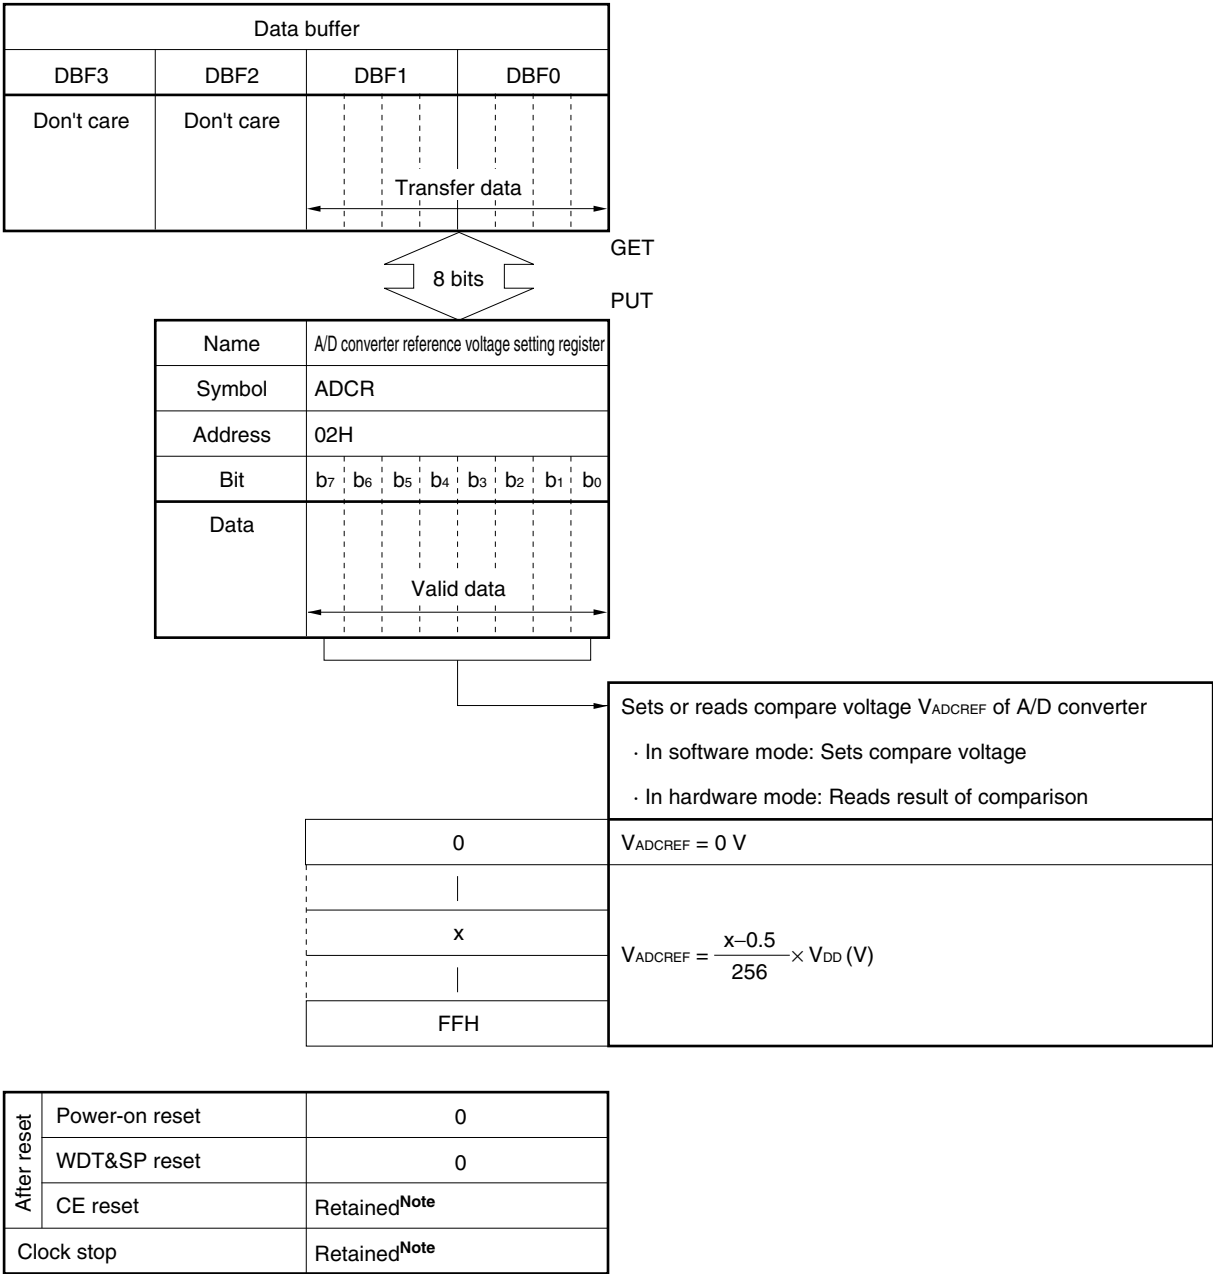 Data buffer
DBF3 DBF2 DBF1 DBF0
Don't care Don't care
Transfer data
GET
8 bits
PUT
Name A/D converter reference voltage setting register
Symbol ADCR
Address 02H
Bit b7 b6 b5 b4 b3 b2 b1 b0
Data
Valid data
Sets or reads compare voltage VADCREF of A/D converter
· In software mode: Sets compare voltage
· In hardware mode: Reads result of comparison
0 VADCREF = 0 V
x
VADCREF = x–0.5 / 256 × VDD (V)
FFH
After reset
Power-on reset 0
WDT&SP reset 0
CE reset RetainedNote
Clock stop RetainedNote